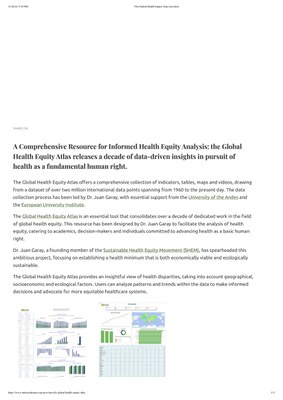 The Global Health Equity Atlas
SHARE ON:
A Comprehensive Resource for Informed Health Equity Analysis: the Global
Health Equity Atlas releases a decade of data-driven insights in pursuit of
health as a fundamental human right.
The Global Health Equity Atlas offers a comprehensive collection of indicators, tables, maps and videos, drawing
from a dataset of over two million international data points spanning from 1960 to the present day. The data
collection process has been led by Dr. Juan Garay, with essential support from the University of the Andes and
the European University Institute.
The Global Health Equity Atlas is an essential tool that consolidates over a decade of dedicated work in the field
of global health equity. This resource has been designed by Dr. Juan Garay to facilitate the analysis of health
equity, catering to academics, decision-makers and individuals committed to advancing health as a basic human
right.
Dr. Juan Garay, a founding member of the Sustainable Health Equity Movement (SHEM), has spearheaded this
ambitious project, focusing on establishing a health minimum that is both economically viable and ecologically
sustainable.
The Global Health Equity Atlas provides an insightful view of health disparities, taking into account geographical,
socioeconomic and ecological factors. Users can analyze patterns and trends within the data to make informed
decisions and advocate for more equitable healthcare systems.